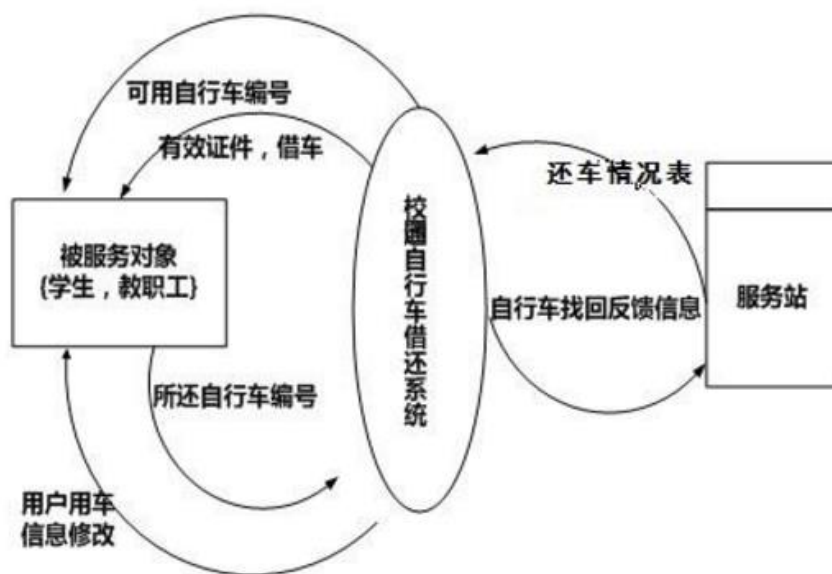 可用自行车编号
有效证件，借车
还车情况表
被服务对象
{学生，教职工}
自行车借还系统
自行车找回反馈信息
服务站
所还自行车编号
用户用车
信息修改